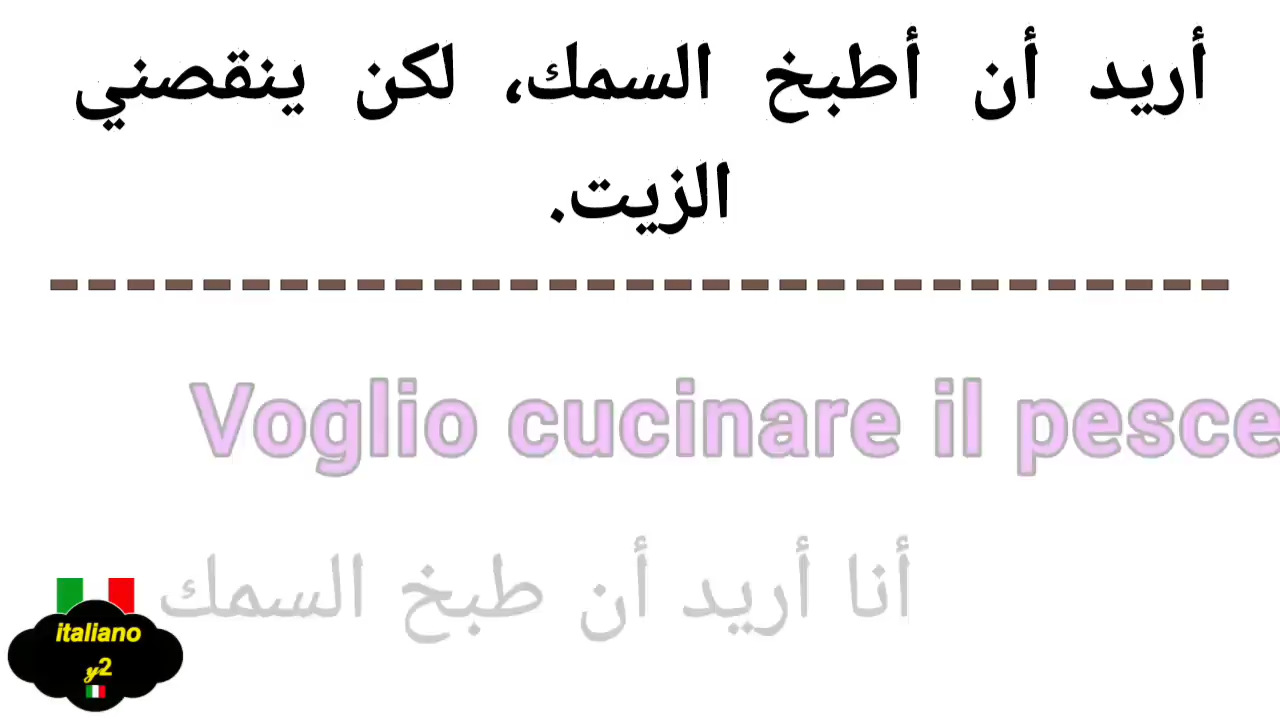 أريد أن أطبخ السمك، لكن ينقصني
الزيت.
Voglio cucinare il pesce
أنا أريد أن طبخ السمك
italiano
y2